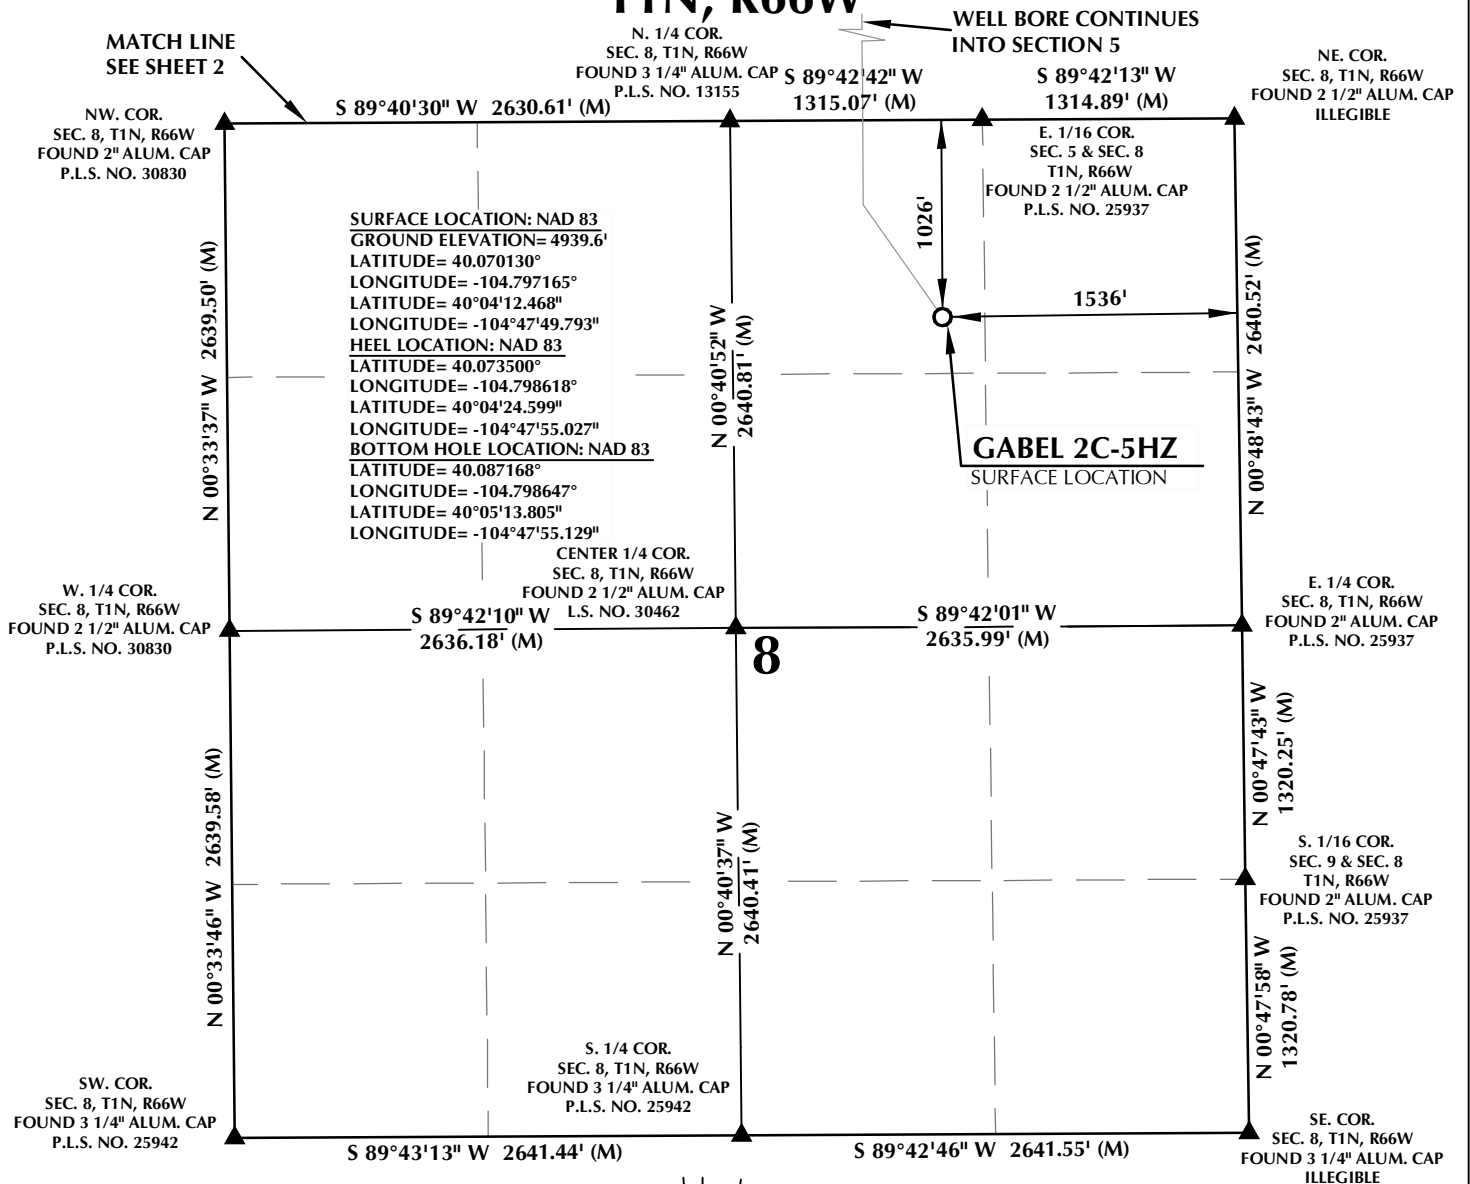 T1N, R66W
MATCH LINE
SEE SHEET 2
N. 1/4 COR.
SEC. 8, T1N, R66W
FOUND 3 1/4" ALUM. CAP
P.L.S. NO. 13155
WELL BORE CONTINUES
INTO SECTION 5
NE. COR.
SEC. 8, T1N, R66W
FOUND 2 1/2" ALUM. CAP
ILLEGIBLE
NW. COR.
SEC. 8, T1N, R66W
FOUND 2" ALUM. CAP
P.L.S. NO. 30830
S 89°40'30" W 2630.61' (M)
S 89°42'42" W
1315.07' (M)
S 89°42'13" W
1314.89' (M)
E. 1/16 COR.
SEC. 5 & SEC. 8
T1N, R66W
FOUND 2 1/2" ALUM. CAP
P.L.S. NO. 25937
SURFACE LOCATION: NAD 83
GROUND ELEVATION= 4939.6'
LATITUDE= 40.070130°
LONGITUDE= -104.797165°
LATITUDE= 40°04'12.468"
LONGITUDE= -104°47'49.793"
HEEL LOCATION: NAD 83
LATITUDE= 40.073500°
LONGITUDE= -104.798618°
LATITUDE= 40°04'24.599"
LONGITUDE= -104°47'55.027"
BOTTOM HOLE LOCATION: NAD 83
LATITUDE= 40.087168°
LONGITUDE= -104.798647°
LATITUDE= 40°05'13.805"
LONGITUDE= -104°47'55.129"
N 00°33'37" W 2639.50' (M)
N 00°40'52" W
2640.81' (M)
1026'
1536'
N 00°48'43" W 2640.52' (M)
GABEL 2C-5HZ
SURFACE LOCATION
CENTER 1/4 COR.
SEC. 8, T1N, R66W
FOUND 2 1/2" ALUM. CAP
L.S. NO. 30462
W. 1/4 COR.
SEC. 8, T1N, R66W
FOUND 2 1/2" ALUM. CAP
P.L.S. NO. 30830
S 89°42'10" W
2636.18' (M)
S 89°42'01" W
2635.99' (M)
E. 1/4 COR.
SEC. 8, T1N, R66W
FOUND 2" ALUM. CAP
P.L.S. NO. 25937
8
N 00°33'46" W 2639.58' (M)
N 00°40'37" W
2640.41' (M)
N 00°47'43" W
1320.25' (M)
S. 1/16 COR.
SEC. 9 & SEC. 8
T1N, R66W
FOUND 2" ALUM. CAP
P.L.S. NO. 25937
N 00°47'58" W
1320.78' (M)
S. 1/4 COR.
SEC. 8, T1N, R66W
FOUND 3 1/4" ALUM. CAP
P.L.S. NO. 25942
SW. COR.
SEC. 8, T1N, R66W
FOUND 3 1/4" ALUM. CAP
P.L.S. NO. 25942
S 89°43'13" W 2641.44' (M)
S 89°42'46" W 2641.55' (M)
SE. COR.
SEC. 8, T1N, R66W
FOUND 3 1/4" ALUM. CAP
ILLEGIBLE